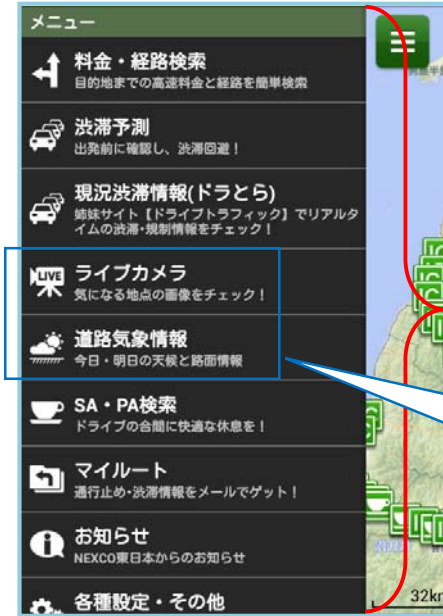 メニュー
料金・経路検索
目的地までの高速料金と経路を簡単検索
渋滞予測
出発前に確認し、渋滞回避！
現況渋滞情報(ドラとら)
姉妹サイト【ドライブトラフィック】でリアルタ
イムの渋滞・規制情報をチェック！
LIVE
ライブカメラ
気になる地点の画像をチェック！
道路気象情報
今日・明日の天候と路面情報
SA・PA検索
ドライブの合間に快適な休息を！
マイルート
通行止め・渋滞情報をメールでゲット！
お知らせ
NEXCO東日本からのお知らせ
各種設定・その他
32km